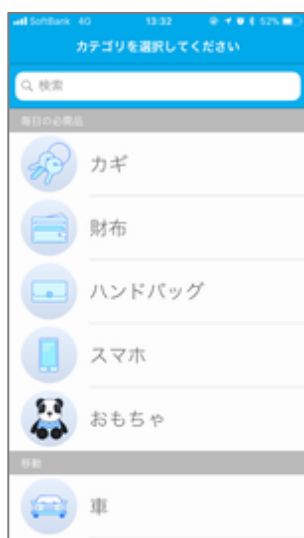 SoftBank 4G 13:32 52%
カテゴリを選択してください
検索
毎日の必需品
カギ
財布
ハンドバッグ
スマホ
おもちゃ
移動
車